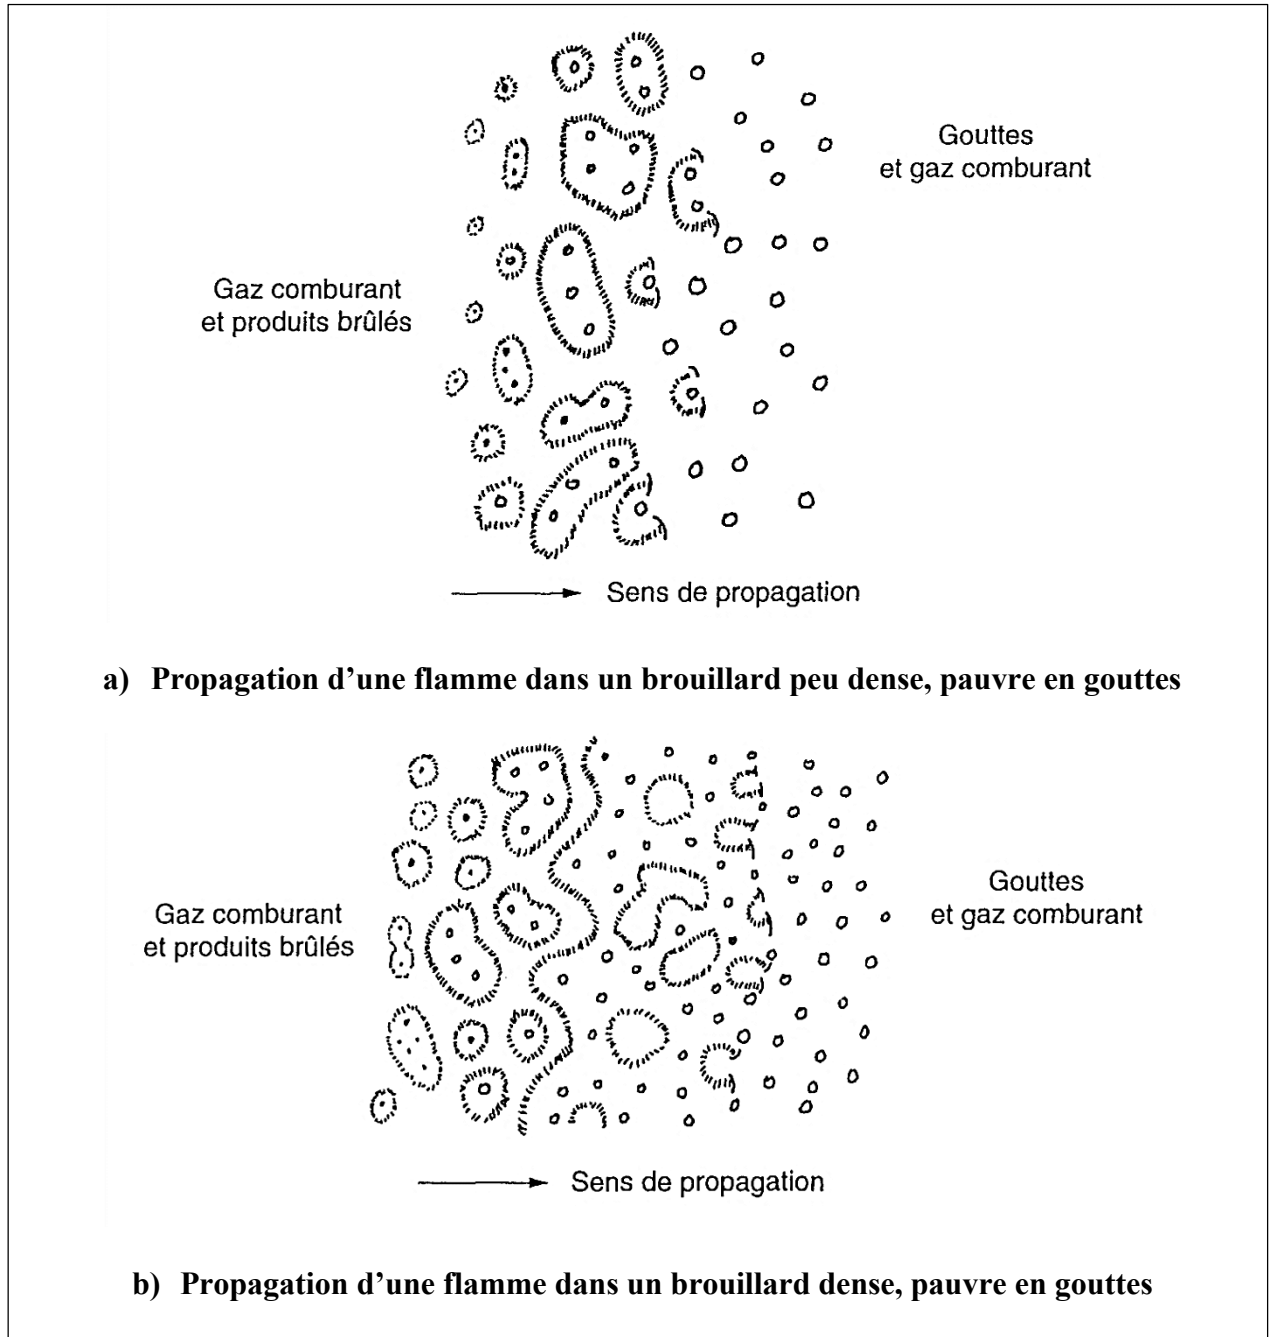 Gouttes
et gaz comburant
Gaz comburant
et produits brûlés
Sens de propagation
a) Propagation d’une flamme dans un brouillard peu dense, pauvre en gouttes
Gouttes
et gaz comburant
Gaz comburant
et produits brûlés
Sens de propagation
b) Propagation d’une flamme dans un brouillard dense, pauvre en gouttes